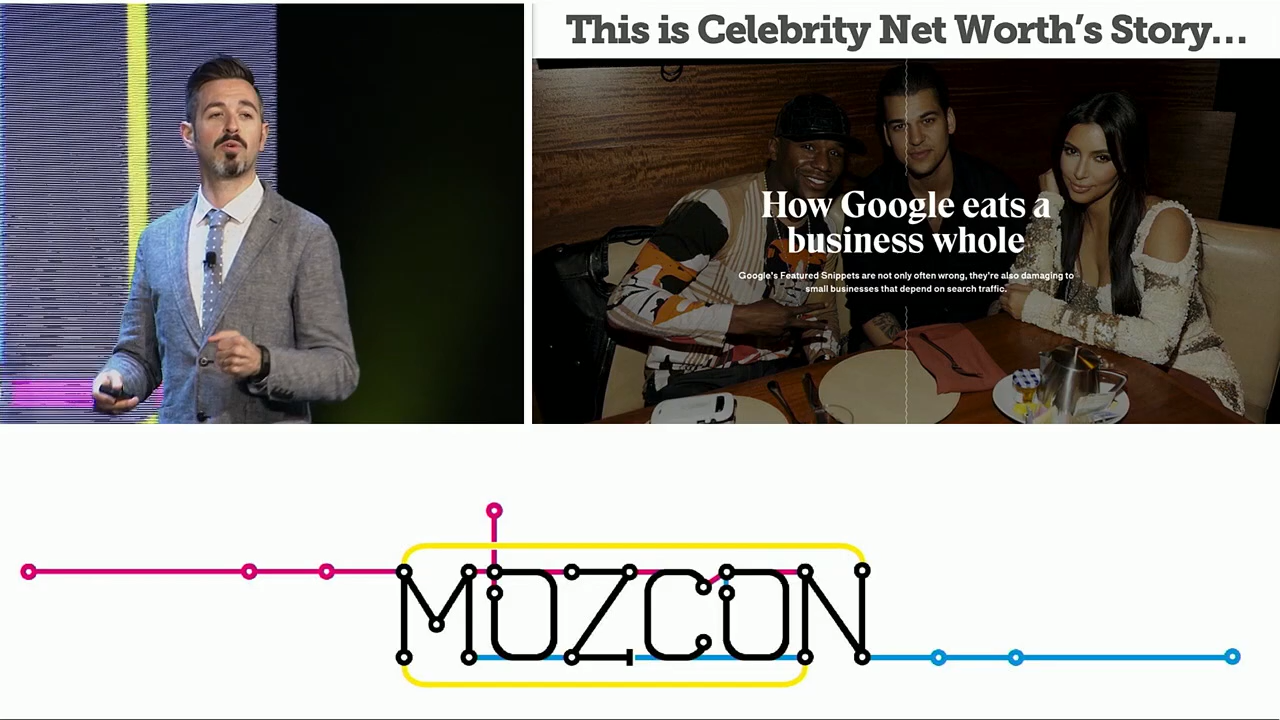 This is Celebrity Net Worth's Story...
How Google eats a
business whole
Google's Featured Snippets are not only often wrong, they're also damaging to
small businesses that depend on search traffic.
MOZCON